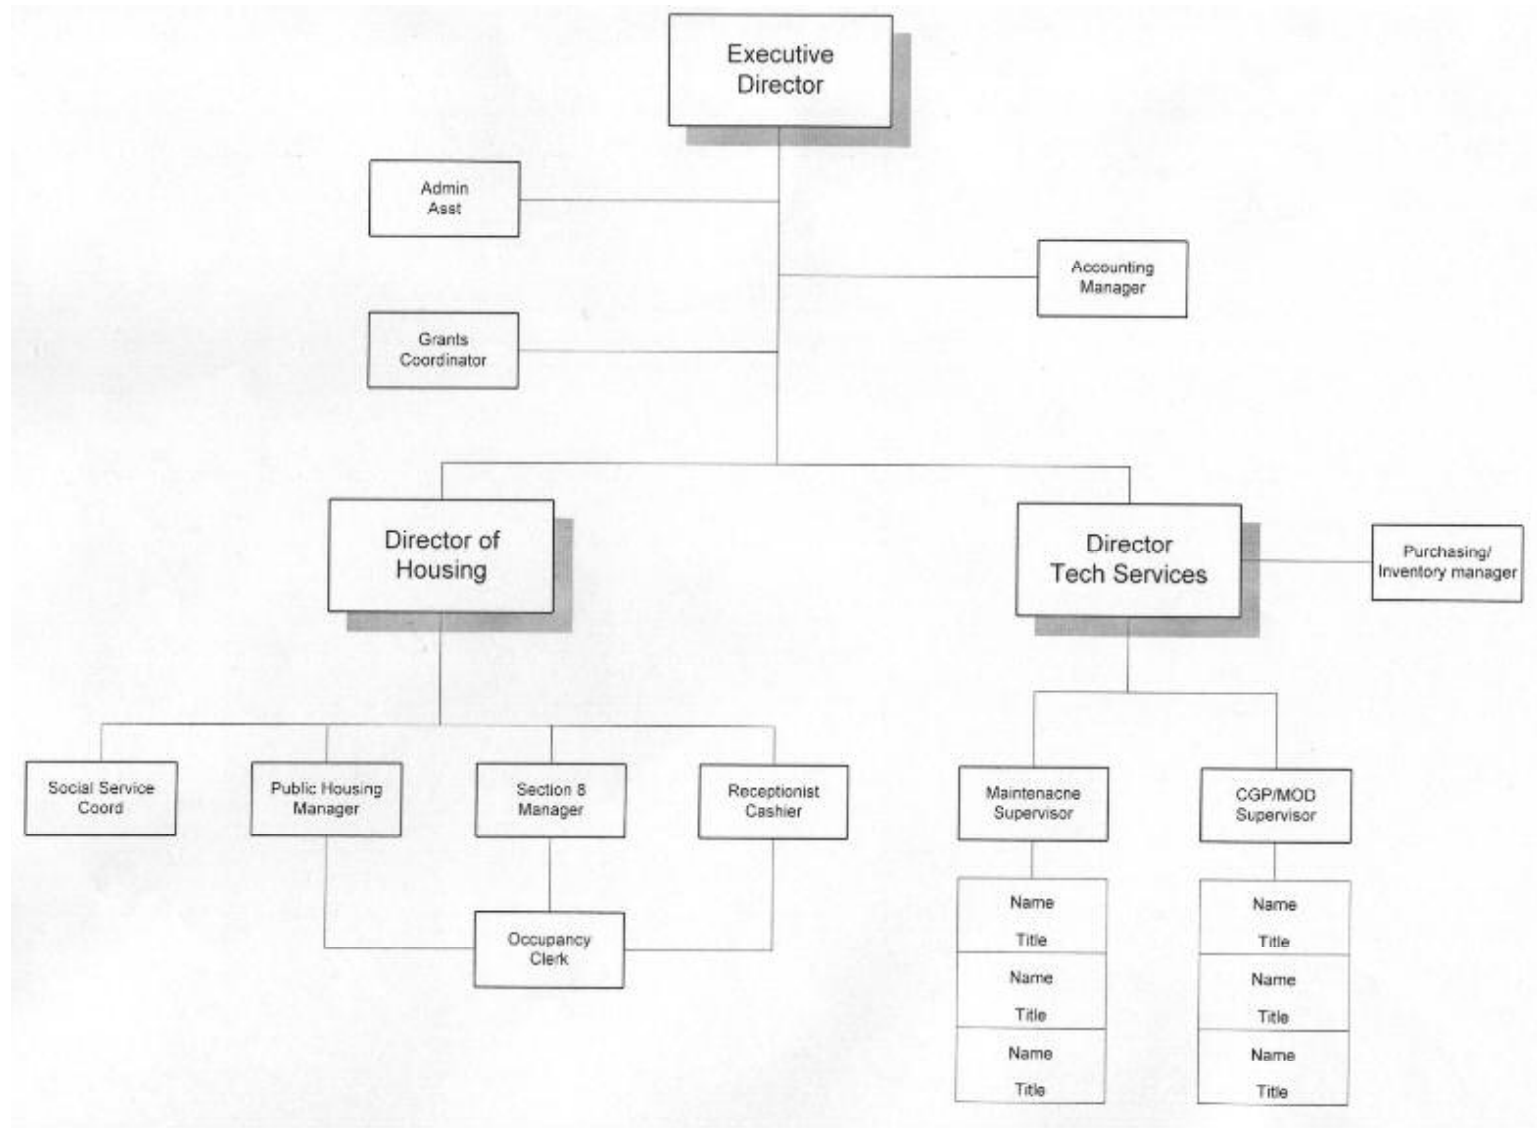 Executive
Director
Admin
Asst
Accounting
Manager
Grants
Coordinator
Director of
Housing
Director
Tech Services
Purchasing/
Inventory manager
Social Service
Coord
Public Housing
Manager
Section 8
Manager
Receptionist
Cashier
Maintenacne
Supervisor
CGP/MOD
Supervisor
Occupancy
Clerk
Name
Title
Name
Title
Name
Title
Name
Title
Name
Title
Name
Title